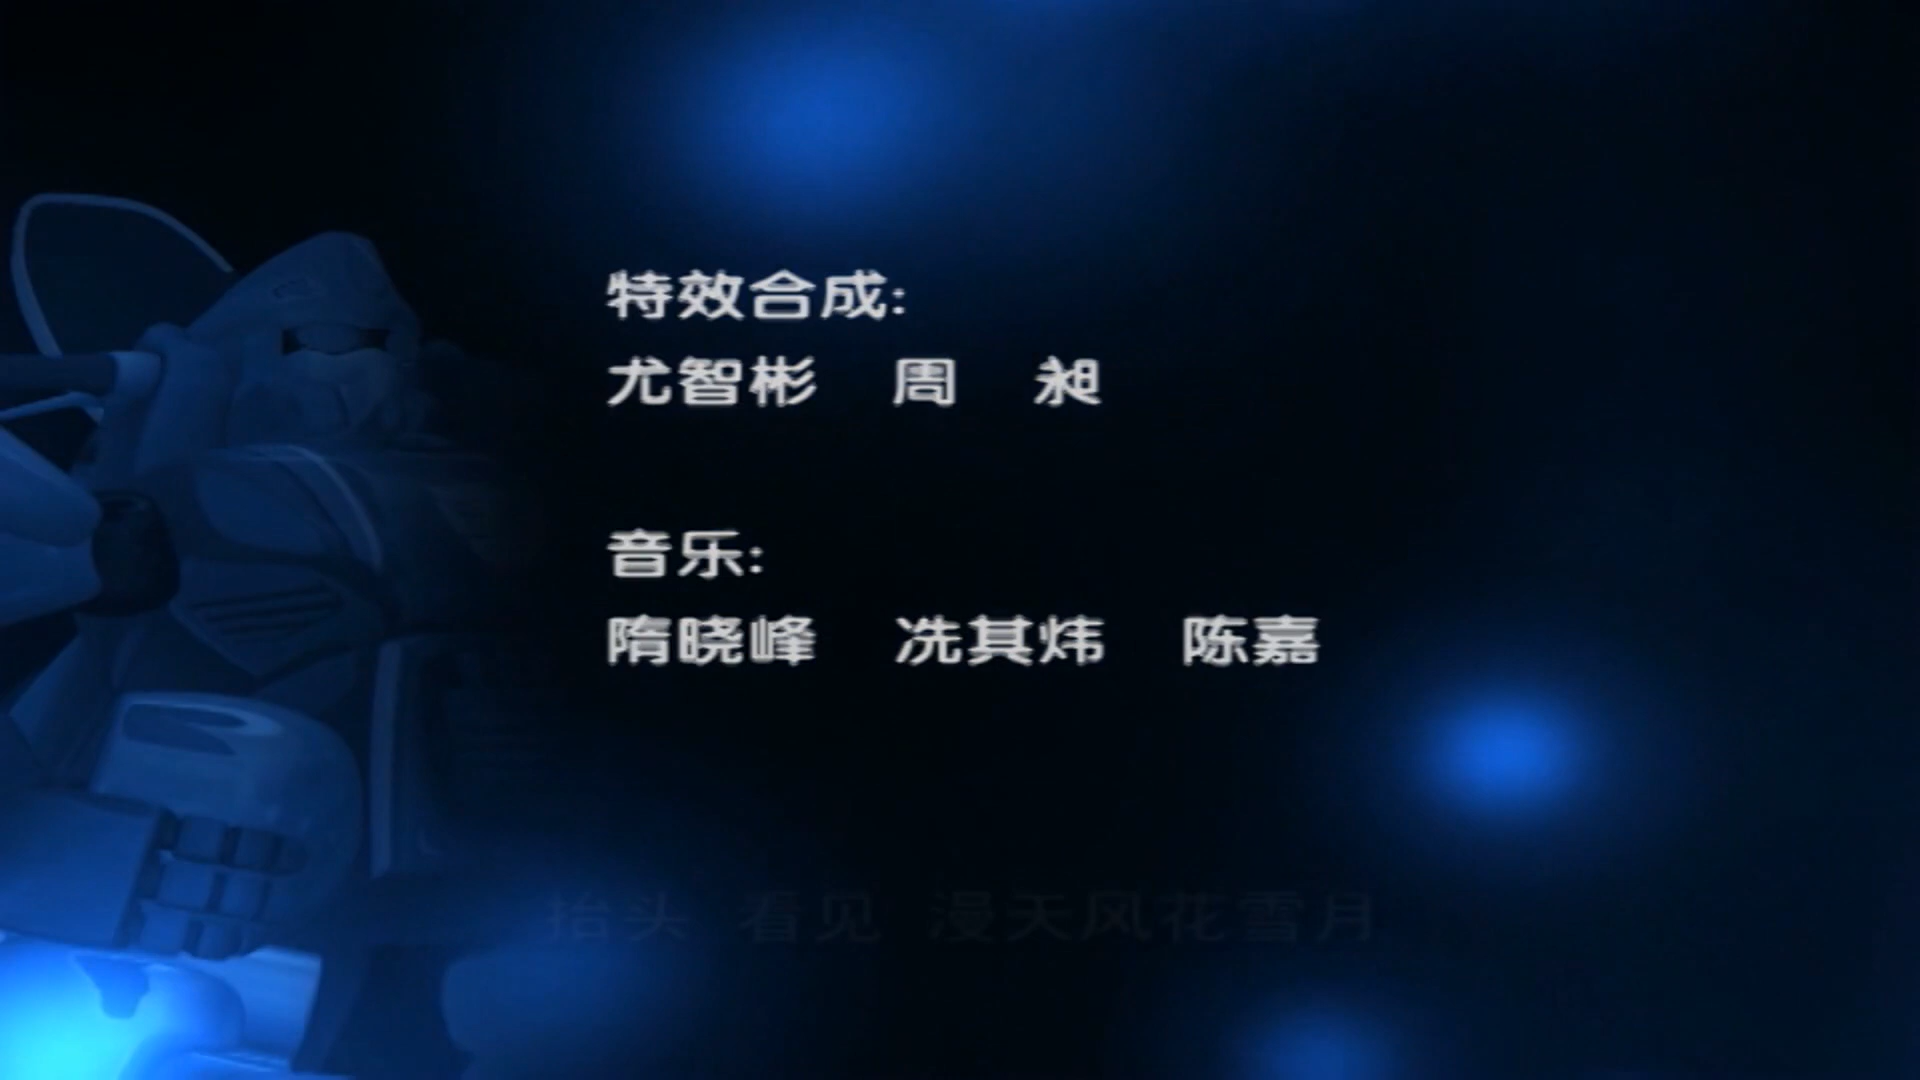 特效合成:
尤智彬 周 昶
音乐:
隋晓峰 冼其炜 陈嘉
抬头 看见 漫天风花雪月